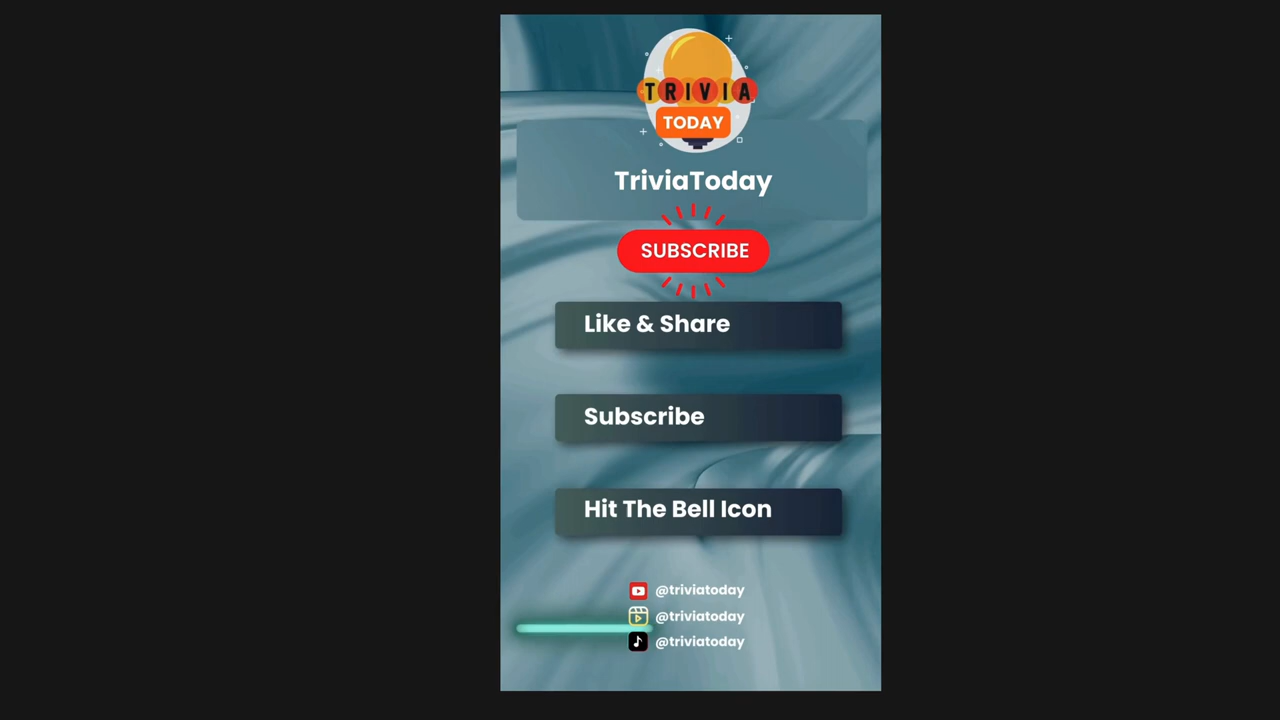 TRIVIA
TODAY
TriviaToday
SUBSCRIBE
Like & Share
Subscribe
Hit The Bell Icon
@triviatoday
@triviatoday
@triviatoday